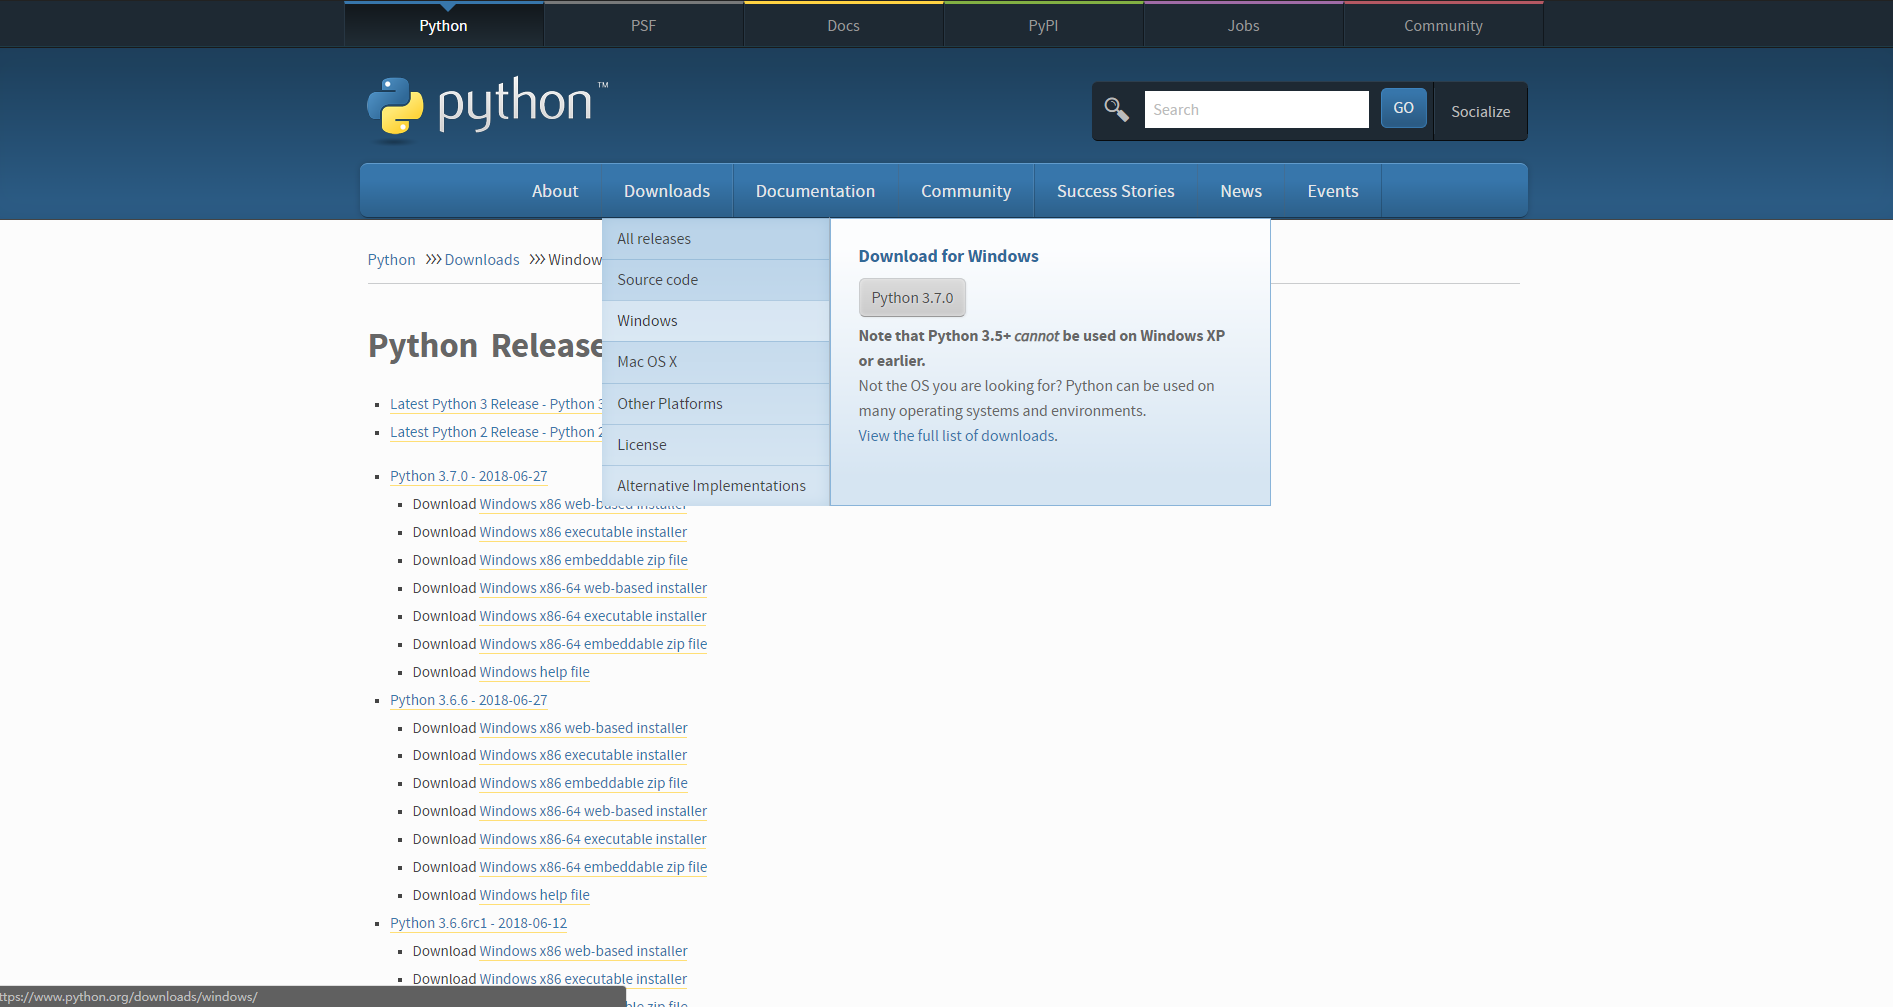 Python PSF Docs PyPI Jobs Community
python ™
Search GO Socialize
About Downloads Documentation Community Success Stories News Events
Python >>> Downloads >>> Window
Python Release
Latest Python 3 Release - Python 3
Latest Python 2 Release - Python 2
All releases
Source code
Windows
Mac OS X
Other Platforms
License
Alternative Implementations
Download for Windows
Python 3.7.0
Note that Python 3.5+ cannot be used on Windows XP
or earlier.
Not the OS you are looking for? Python can be used on
many operating systems and environments.
View the full list of downloads.
Python 3.7.0 - 2018-06-27
Download Windows x86 web-based installer
Download Windows x86 executable installer
Download Windows x86 embeddable zip file
Download Windows x86-64 web-based installer
Download Windows x86-64 executable installer
Download Windows x86-64 embeddable zip file
Download Windows help file
Python 3.6.6 - 2018-06-27
Download Windows x86 web-based installer
Download Windows x86 executable installer
Download Windows x86 embeddable zip file
Download Windows x86-64 web-based installer
Download Windows x86-64 executable installer
Download Windows x86-64 embeddable zip file
Download Windows help file
Python 3.6.6rc1 - 2018-06-12
Download Windows x86 web-based installer
Download Windows x86 executable installer
ttps://www.python.org/downloads/windows/